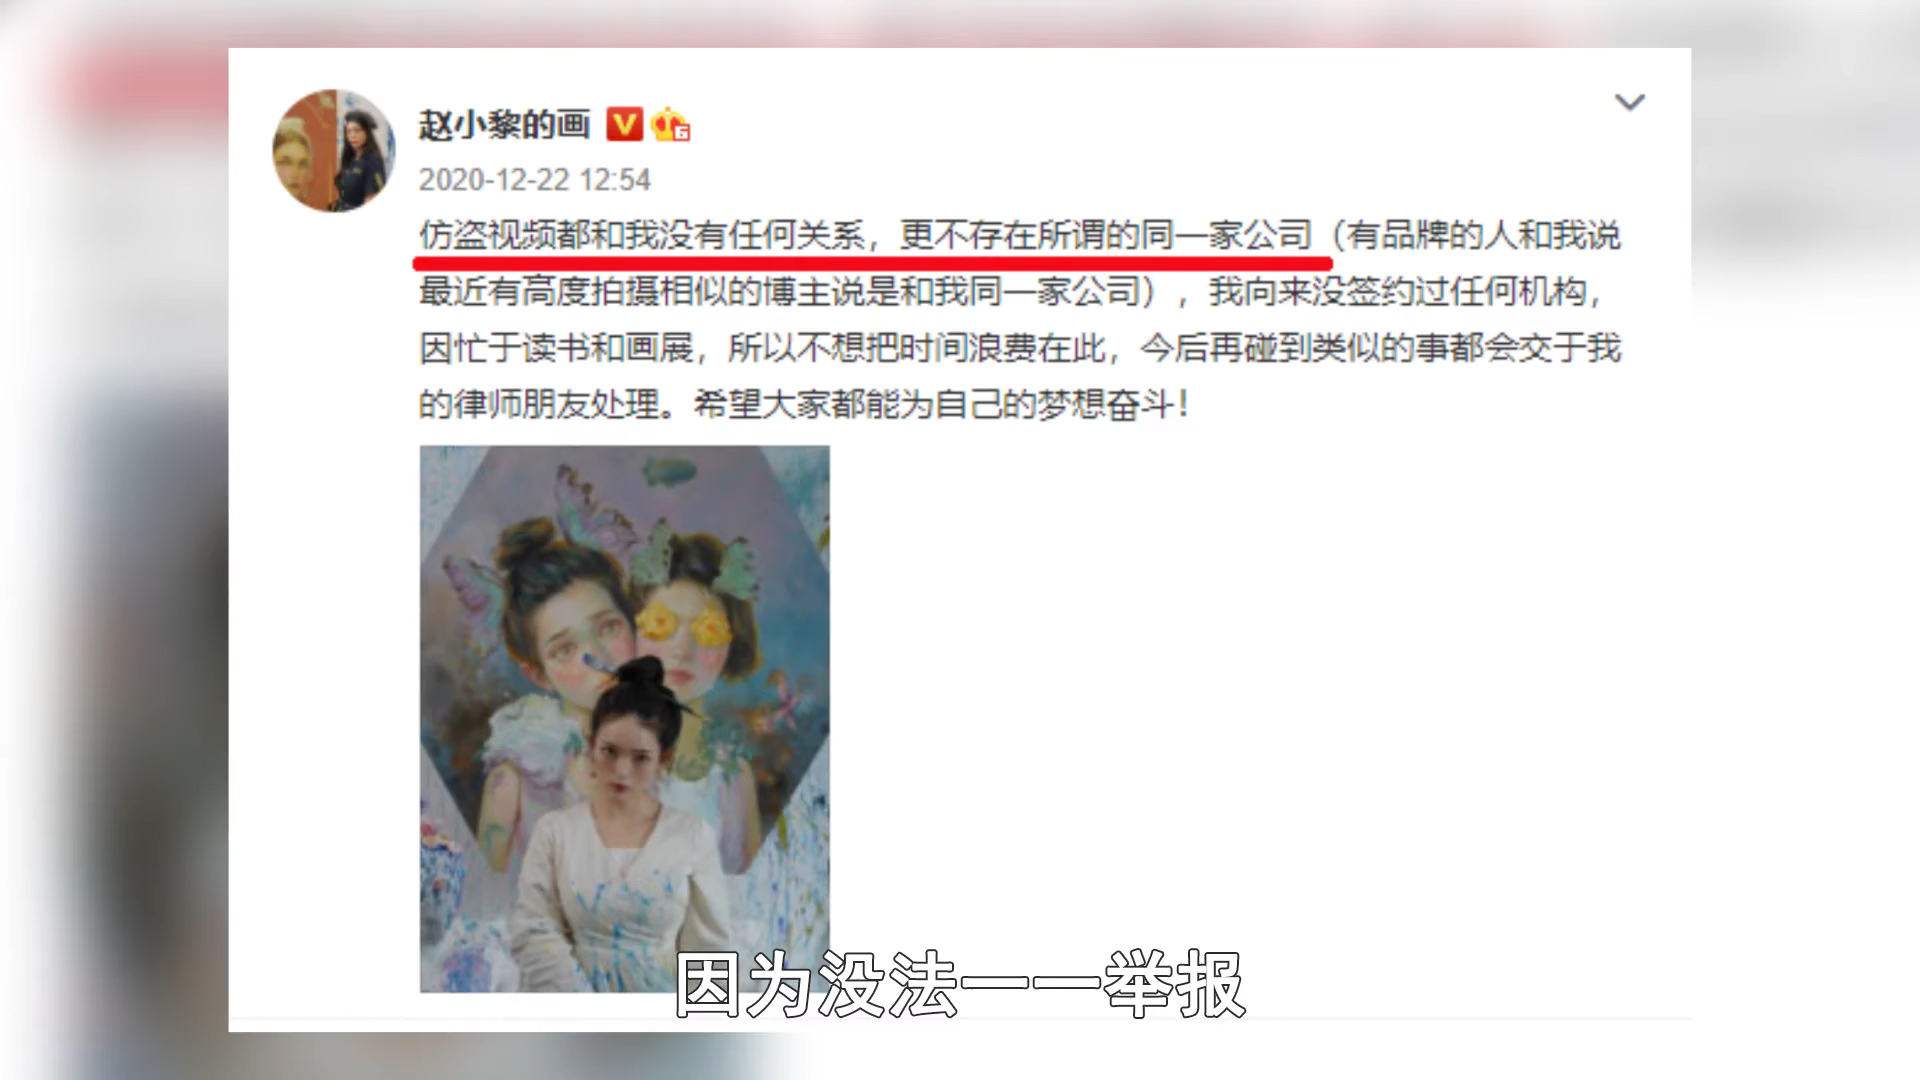 赵小黎的画
2020-12-22 12:54
仿盗视频都和我没有任何关系，更不存在所谓的同一家公司（有品牌的人和我说
最近有高度拍摄相似的博主说是和我同一家公司），我向来没签约过任何机构，
因忙于读书和画展，所以不想把时间浪费在此，今后再碰到类似的事都会交于我
的律师朋友处理。希望大家都能为自己的梦想奋斗！
因为没法一一举报